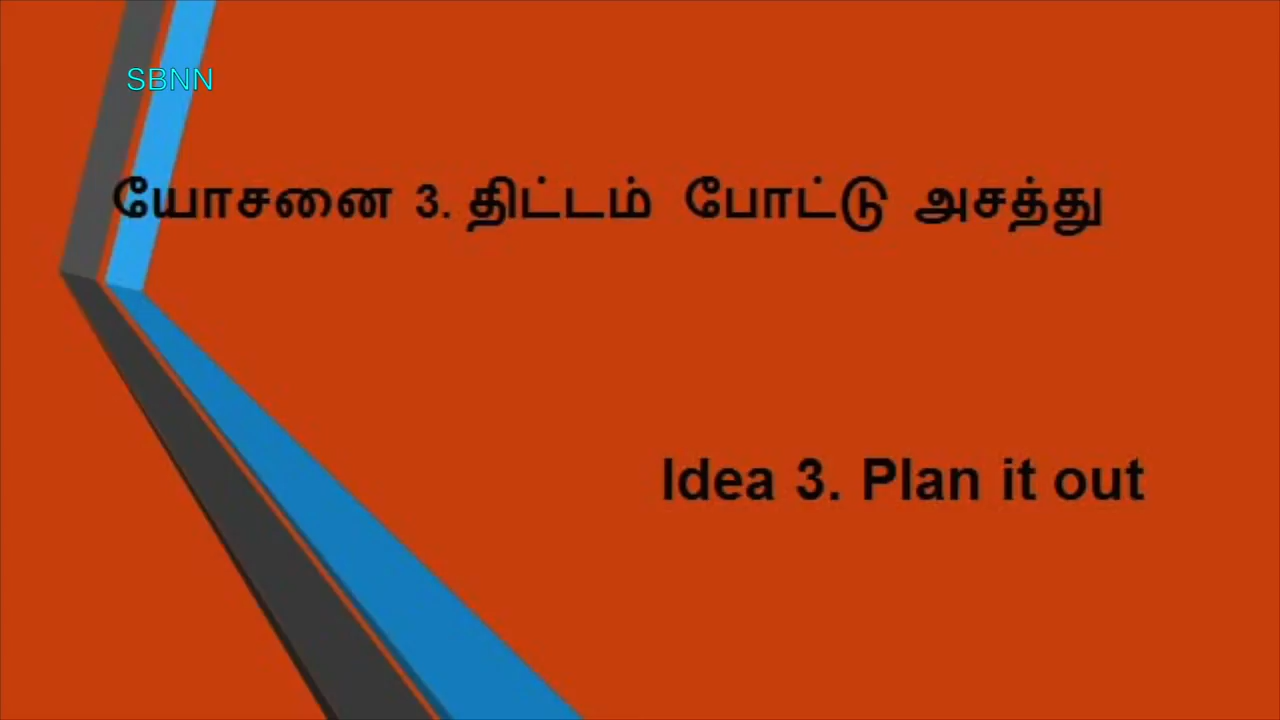 SBNN
யோசனை 3. திட்டம் போட்டு அசத்து
Idea 3. Plan it out